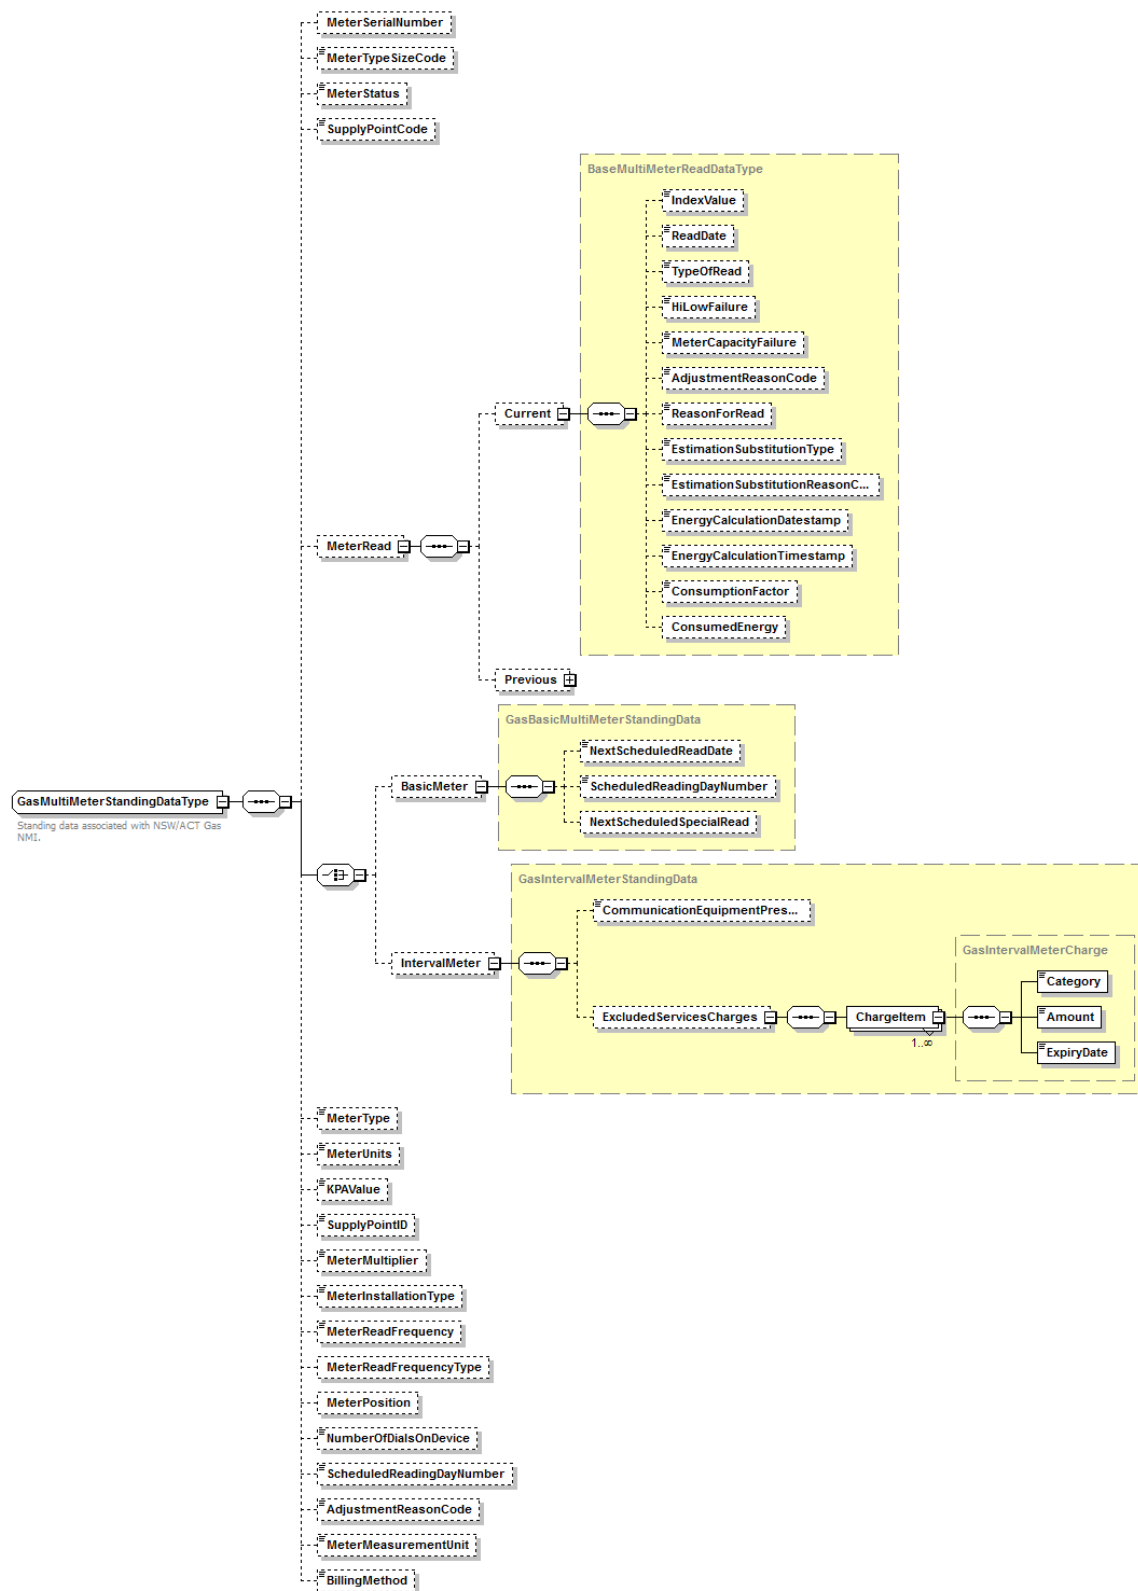 MeterSerialNumber
MeterTypeSizeCode
MeterStatus
SupplyPointCode
BaseMultiMeterReadDataType
IndexValue
ReadDate
TypeOfRead
HiLowFailure
MeterCapacityFailure
AdjustmentReasonCode
Current
ReasonForRead
EstimationSubstitutionType
EstimationSubstitutionReasonC...
EnergyCalculationDatestamp
MeterRead
EnergyCalculationTimestamp
ConsumptionFactor
ConsumedEnergy
Previous
GasBasicMultiMeterStandingData
NextScheduledReadDate
BasicMeter
ScheduledReadingDayNumber
GasMultiMeterStandingDataType
Standing data associated with NSW/ACT Gas
NMI.
NextScheduledSpecialRead
GasIntervalMeterStandingData
CommunicationEquipmentPres...
GasIntervalMeterCharge
IntervalMeter
Category
ExcludedServicesCharges
ChargeItem
1..∞
Amount
ExpiryDate
MeterType
MeterUnits
KPAValue
SupplyPointID
MeterMultiplier
MeterInstallationType
MeterReadFrequency
MeterReadFrequencyType
MeterPosition
NumberOfDialsOnDevice
ScheduledReadingDayNumber
AdjustmentReasonCode
MeterMeasurementUnit
BillingMethod